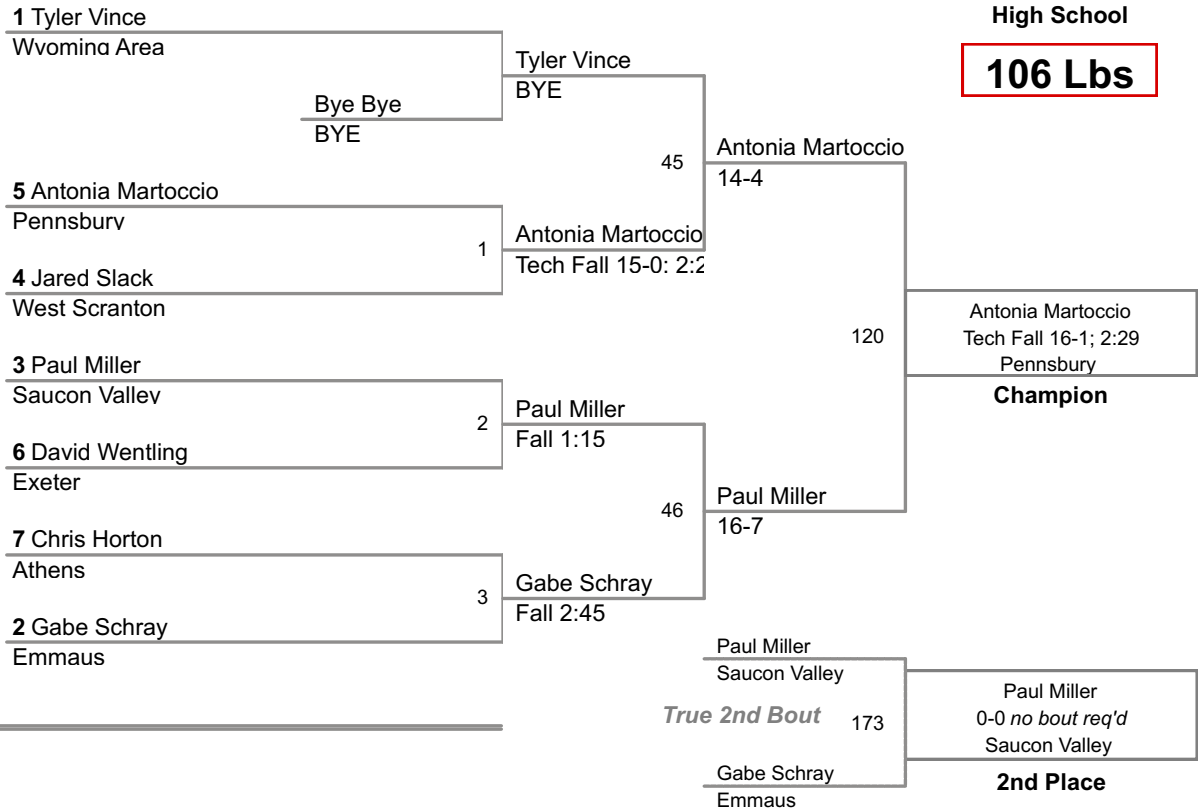 1 Tyler Vince
Wyoming Area
Bye Bye
BYE
5 Antonia Martoccio
Pennsbury
4 Jared Slack
West Scranton
3 Paul Miller
Saucon Valley
6 David Wentling
Exeter
7 Chris Horton
Athens
2 Gabe Schray
Emmaus
Tyler Vince
BYE
1
Antonia Martoccio
Tech Fall 15-0: 2:2
2
Paul Miller
Fall 1:15
3
Gabe Schray
Fall 2:45
45
Antonia Martoccio
14-4
46
Paul Miller
16-7
High School
106 Lbs
120
Antonia Martoccio
Tech Fall 16-1; 2:29
Pennsbury
Champion
Paul Miller
Saucon Valley
True 2nd Bout 173
Gabe Schray
Emmaus
Paul Miller
0-0 no bout req'd
Saucon Valley
2nd Place